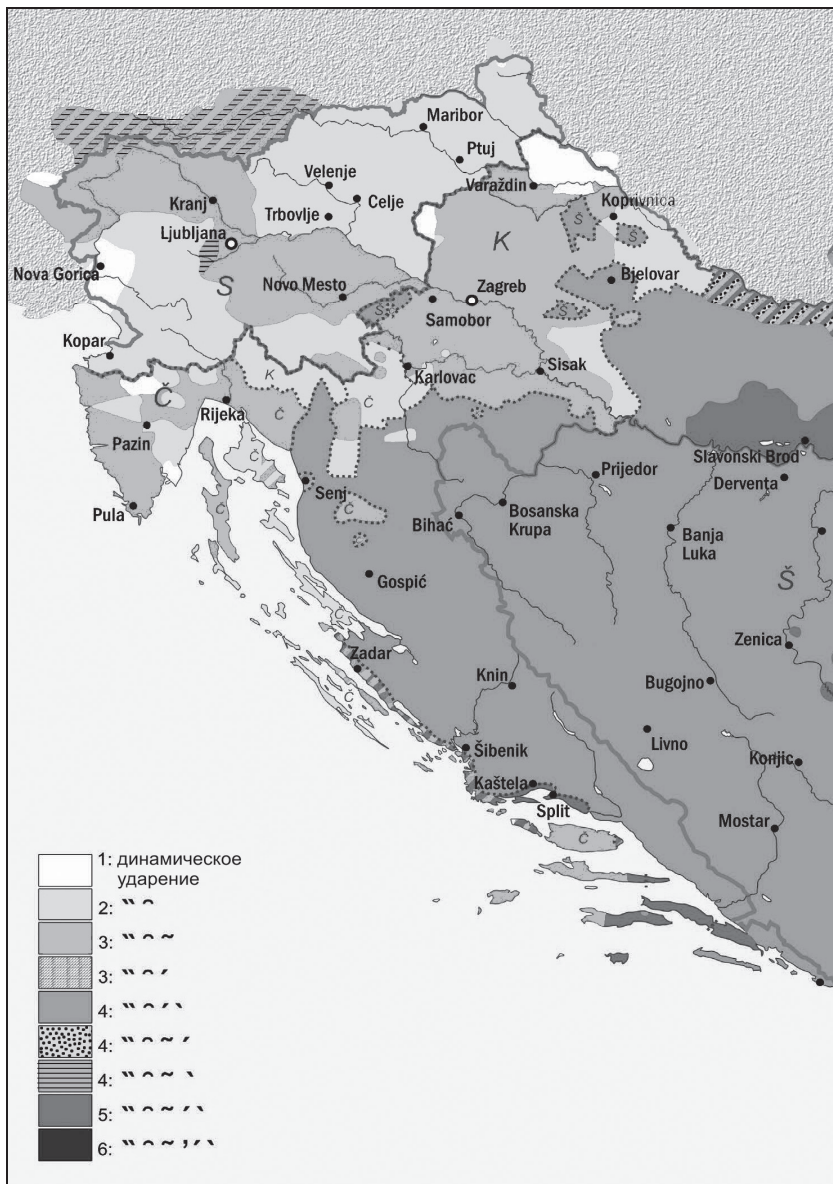 Maribor
Ptuj
Velenje
Varaždin
Kranj
Celje
Koprivnica
Trbovlje
Š
Ljubljana
K
Š
Nova Gorica
S
Bjelovar
Novo Mesto
Zagreb
Š
Š
Samobor
Kopar
Sisak
Karlovac
K
Č
Č
Č
Rijeka
Pazin
Slavonski Brod
Č
Prijedor
Derventa
Senj
Pula
Č
Č
Bosanska
Krupa
Bihać
Banja
Luka
Gospić
Š
Č
Zenica
Zadar
Knin
Bugojno
Č
Livno
Šibenik
Konjic
Kaštela
Split
Mostar
Č
1: динамическое
ударение
2: ̏ ̑
3: ̏ ̑ ̃
3: ̏ ̑ ́
4: ̏ ̑ ́ ̀
4: ̏ ̑ ̃ ́
4: ̏ ̑ ̃ ̀
5: ̏ ̑ ̃ ́ ̀
6: ̏ ̑ ̃ ̓ ́ ̀